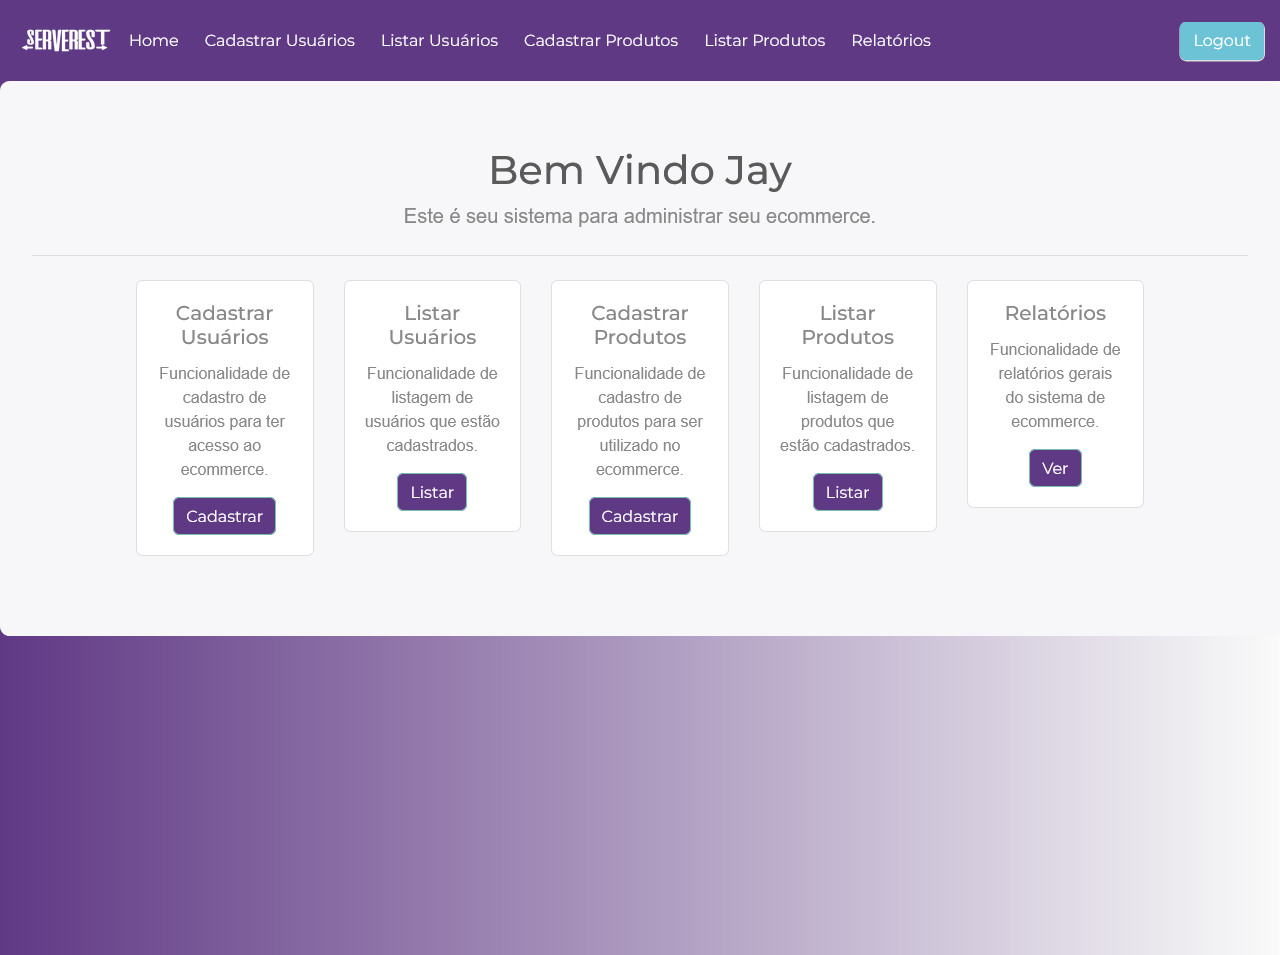 SERVEREST Home Cadastrar Usuários Listar Usuários Cadastrar Produtos Listar Produtos Relatórios Logout
Bem Vindo Jay
Este é seu sistema para administrar seu ecommerce.
Cadastrar
Usuários
Funcionalidade de
cadastro de
usuários para ter
acesso ao
ecommerce.
Cadastrar
Listar
Usuários
Funcionalidade de
listagem de
usuários que estão
cadastrados.
Listar
Cadastrar
Produtos
Funcionalidade de
cadastro de
produtos para ser
utilizado no
ecommerce.
Cadastrar
Listar
Produtos
Funcionalidade de
listagem de
produtos que
estão cadastrados.
Listar
Relatórios
Funcionalidade de
relatórios gerais
do sistema de
ecommerce.
Ver